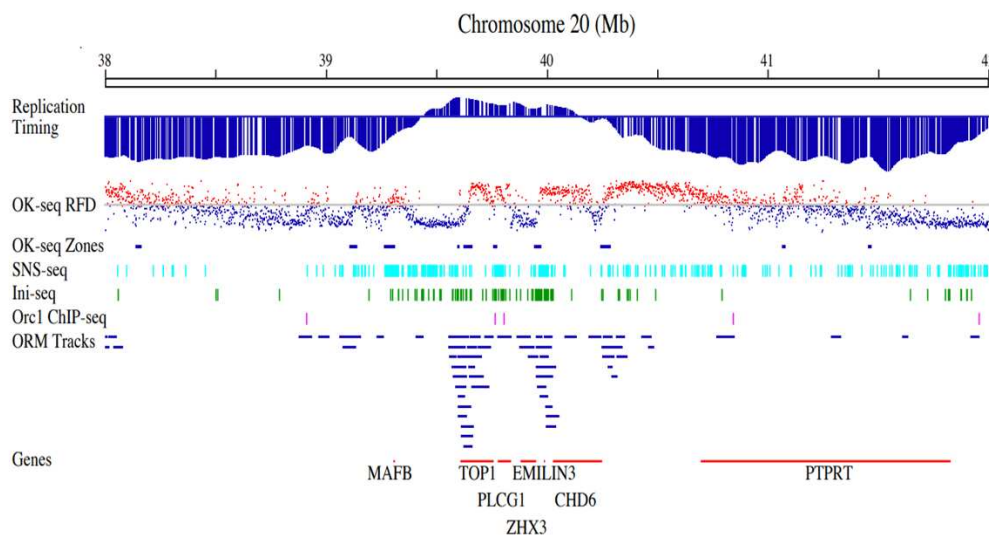 Chromosome 20 (Mb)
38 39 40 41 4
Replication
Timing
OK-seq RFD
OK-seq Zones
SNS-seq
Ini-seq
Orc1 ChIP-seq
ORM Tracks
Genes
MAFB TOP1 EMILIN3 PTPRT
PLCG1 CHD6
ZHX3